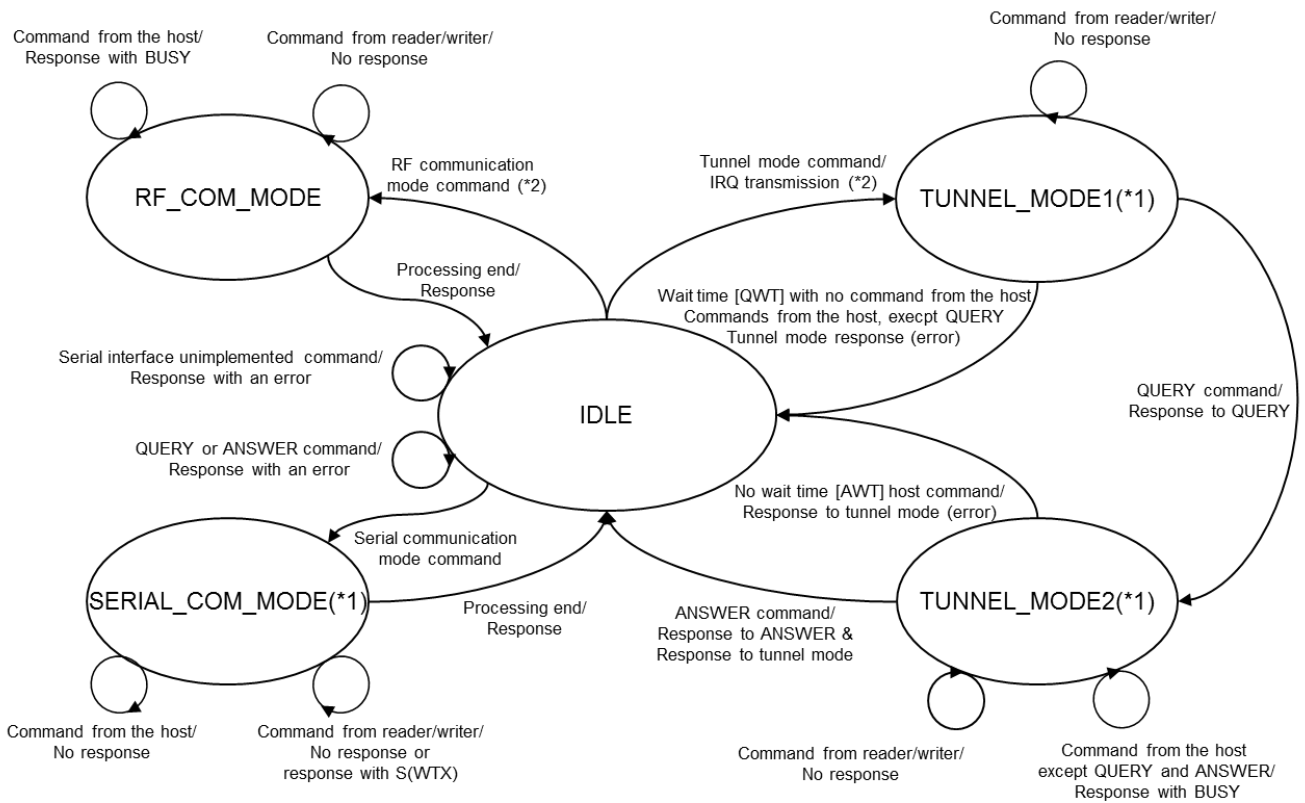 Command from the host/
Response with BUSY
Command from reader/writer/
No response
Command from reader/writer/
No response
RF_COM_MODE
RF communication
mode command (*2)
Tunnel mode command/
IRQ transmission (*2)
TUNNEL_MODE1(*1)
Processing end/
Response
Wait time [QWT] with no command from the host
Commands from the host, execpt QUERY
Tunnel mode response (error)
Serial interface unimplemented command/
Response with an error
IDLE
QUERY command/
Response to QUERY
QUERY or ANSWER command/
Response with an error
No wait time [AWT] host command/
Response to tunnel mode (error)
Serial communication
mode command
SERIAL_COM_MODE(*1)
Processing end/
Response
ANSWER command/
Response to ANSWER &
Response to tunnel mode
TUNNEL_MODE2(*1)
Command from the host/
No response
Command from reader/writer/
No response or
response with S(WTX)
Command from reader/writer/
No response
Command from the host
except QUERY and ANSWER/
Response with BUSY